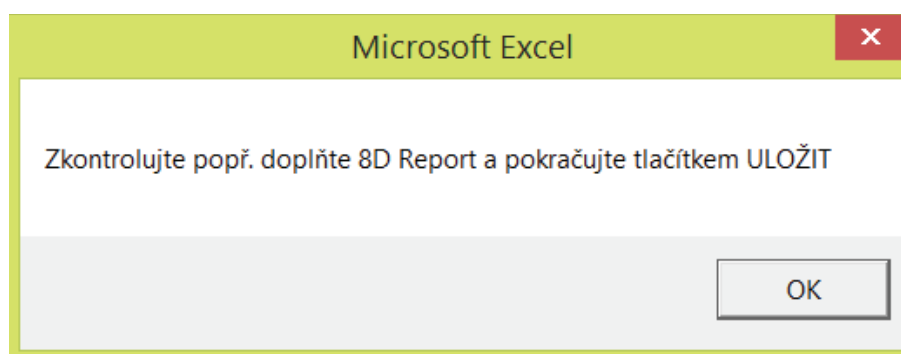 Microsoft Excel
Zkontrolujte popř. doplňte 8D Report a pokračujte tlačítkem ULOŽIT
OK